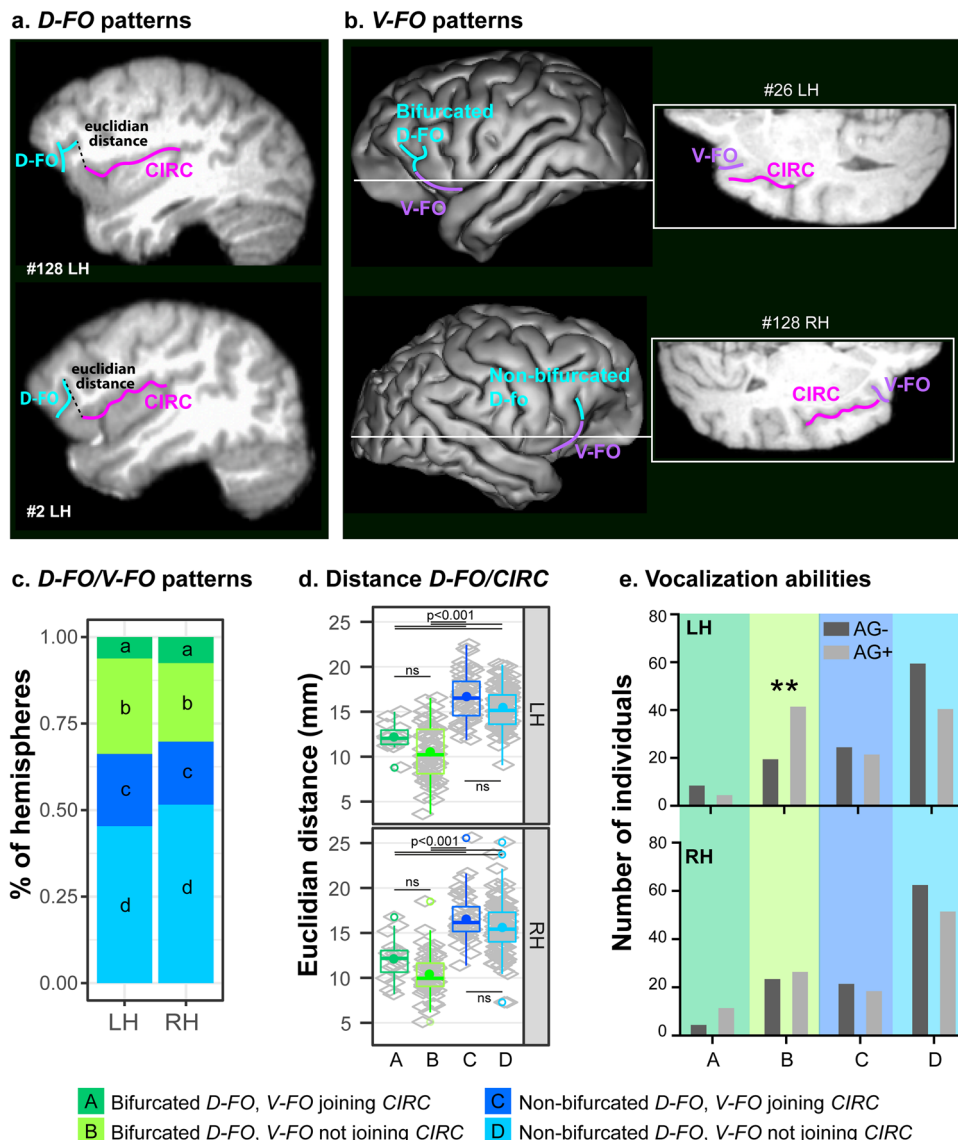 a. D-FO patterns
b. V-FO patterns
euclidian
distance
D-FO
CIRC
#128 LH
euclidian
distance
D-FO
CIRC
#2 LH
Bifurcated
D-FO
V-FO
#26 LH
V-FO
CIRC
Non-bifurcated
D-fo
V-FO
#128 RH
V-FO
CIRC
c. D-FO/V-FO patterns
% of hemispheres
1.00
0.75
0.50
0.25
0.00
a
b
c
d
a
b
c
d
LH RH
d. Distance D-FO/CIRC
Euclidian distance (mm)
25
20
15
10
5
p<0.001
ns
ns
LH
25
20
15
10
5
p<0.001
ns
ns
RH
A B C D
e. Vocalization abilities
Number of individuals
80
60
40
20
0
LH
**
AG-
AG+
80
60
40
20
0
RH
A B C D
A Bifurcated D-FO, V-FO joining CIRC
B Bifurcated D-FO, V-FO not joining CIRC
C Non-bifurcated D-FO, V-FO joining CIRC
D Non-bifurcated D-FO, V-FO not joining CIRC